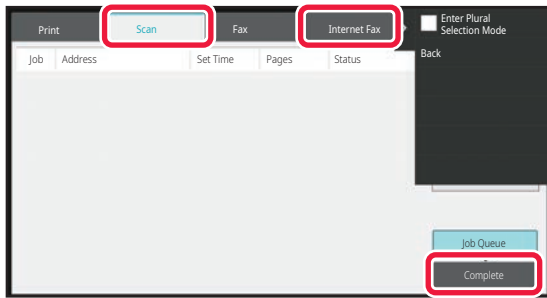 Print Scan Fax Internet Fax
Enter Plural
Selection Mode
Job Address Set Time Pages Status
Back
Job Queue
Complete